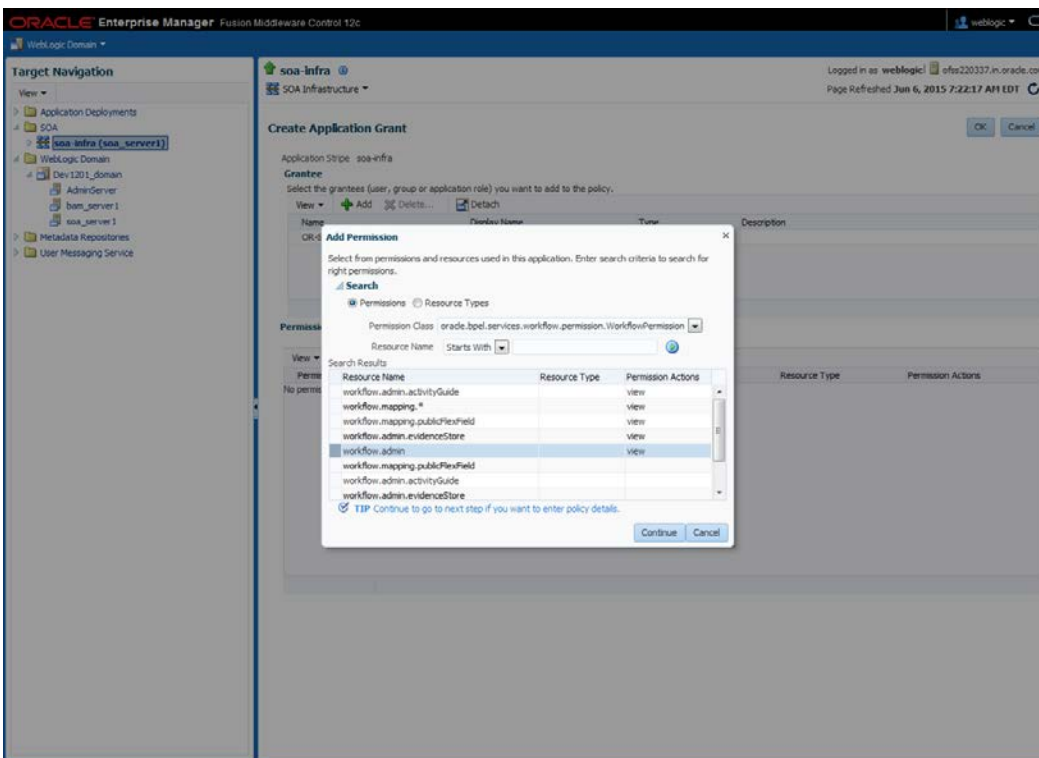 ORACLE Enterprise Manager Fusion Middleware Control 12c
weblogic
WebLogic Domain
Target Navigation
View
Application Deployments
SOA
soa-infra (soa_server1)
WebLogic Domain
Dev1201_domain
AdminServer
bam_server1
soa_server1
Metadata Repositories
User Messaging Service
soa-infra
SOA Infrastructure
Logged in as weblogic
ofss220337.in.oracle.co
Page Refreshed Jun 6, 2015 7:22:17 AM EDT
Create Application Grant
OK Cancel
Application Stripe soa-infra
Grantee
Select the grantees (user, group or application role) you want to add to the policy.
View Add Delete... Detach
Name Display Name Type Description
Add Permission
Select from permissions and resources used in this application. Enter search criteria to search for
right permissions.
Search
Permissions Resource Types
Permission Class oracle.bpel.services.workflow.permission.WorkflowPermission
Resource Name Starts With
Search Results
Resource Name Resource Type Permission Actions
workflow.admin.activityGuide view
workflow.mapping.* view
workflow.mapping.publicFlexField view
workflow.admin.evidenceStore view
workflow.admin view
workflow.mapping.publicFlexField
workflow.admin.activityGuide
workflow.admin.evidenceStore
TIP Continue to go to next step if you want to enter policy details.
Continue Cancel
Permissi
View
Perm Resource Type Permission Actions
No permis